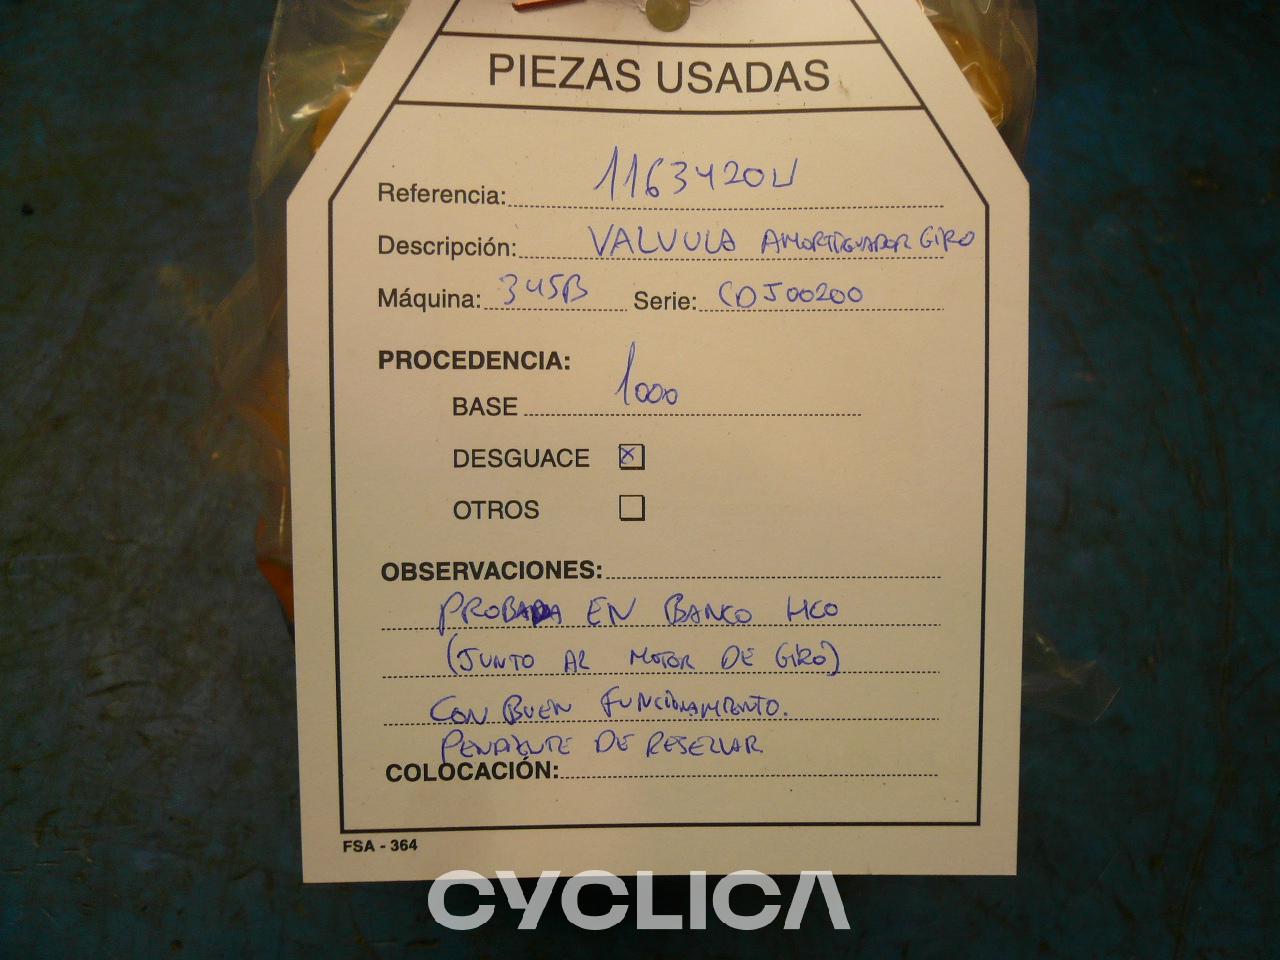 PIEZAS USADAS
Referencia: 1163420U
Descripción: VALVULA AMORTIGUADOR GIRO
Máquina: 345B Serie: CDJ00200
PROCEDENCIA:
BASE 1000
DESGUACE x
OTROS
OBSERVACIONES:
PROBADA EN BANCO HCO
(JUNTO AL MOTOR DE GIRO)
CON BUEN FUNCIONAMIENTO.
PENDIENTE DE RESELLAR
COLOCACIÓN:
FSA - 364
CYCLICA